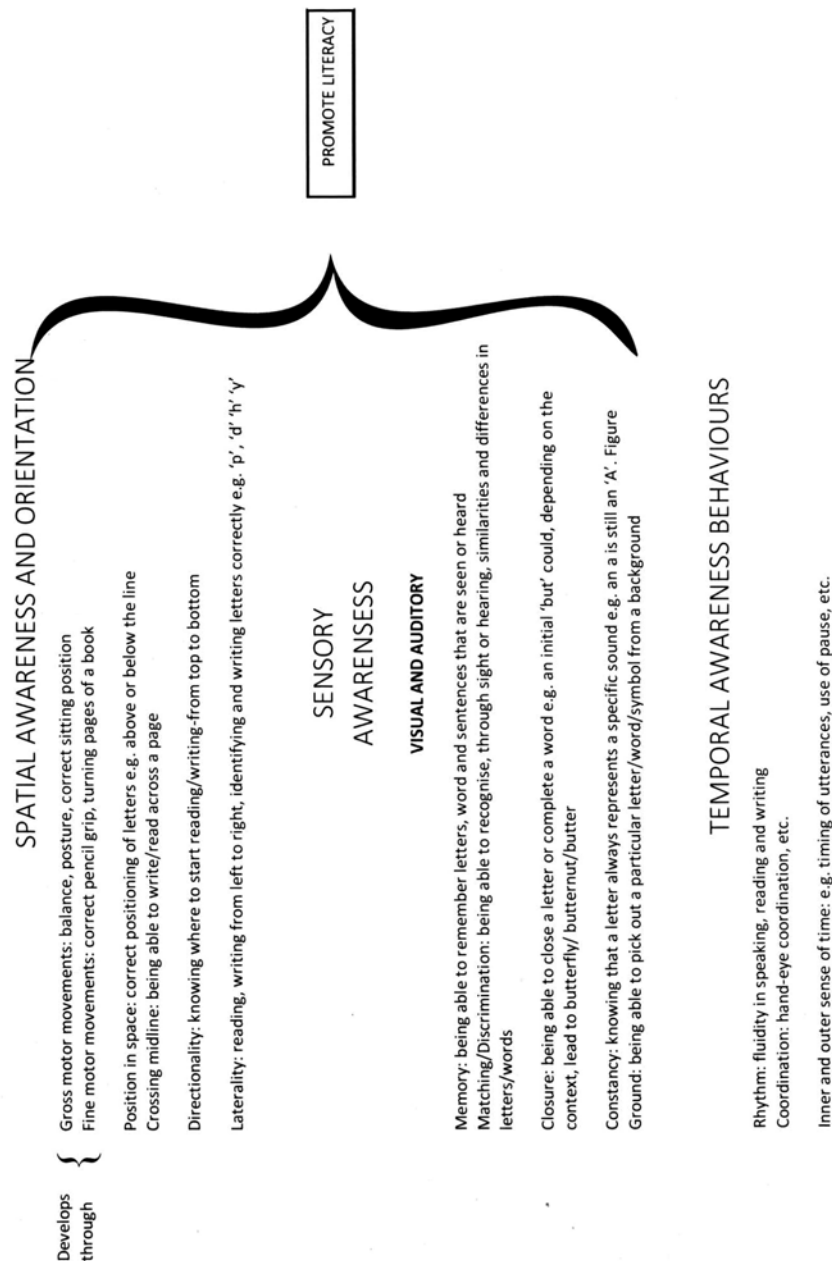 SPATIAL AWARENESS AND ORIENTATION
Develops
through
Gross motor movements: balance, posture, correct sitting position
Fine motor movements: correct pencil grip, turning pages of a book
Position in space: correct positioning of letters e.g. above or below the line
Crossing midline: being able to write/read across a page
Directionality: knowing where to start reading/writing-from top to bottom
Laterality: reading, writing from left to right, identifying and writing letters correctly e.g. ‘p’, ‘d’ ‘h’ ‘y’
PROMOTE LITERACY
SENSORY
AWARENSESS
VISUAL AND AUDITORY
Memory: being able to remember letters, word and sentences that are seen or heard
Matching/Discrimination: being able to recognise, through sight or hearing, similarities and differences in
letters/words
Closure: being able to close a letter or complete a word e.g. an initial ‘but’ could, depending on the
context, lead to butterfly/ butternut/butter
Constancy: knowing that a letter always represents a specific sound e.g. an a is still an ‘A’. Figure
Ground: being able to pick out a particular letter/word/symbol from a background
TEMPORAL AWARENESS BEHAVIOURS
Rhythm: fluidity in speaking, reading and writing
Coordination: hand-eye coordination, etc.
Inner and outer sense of time: e.g. timing of utterances, use of pause, etc.